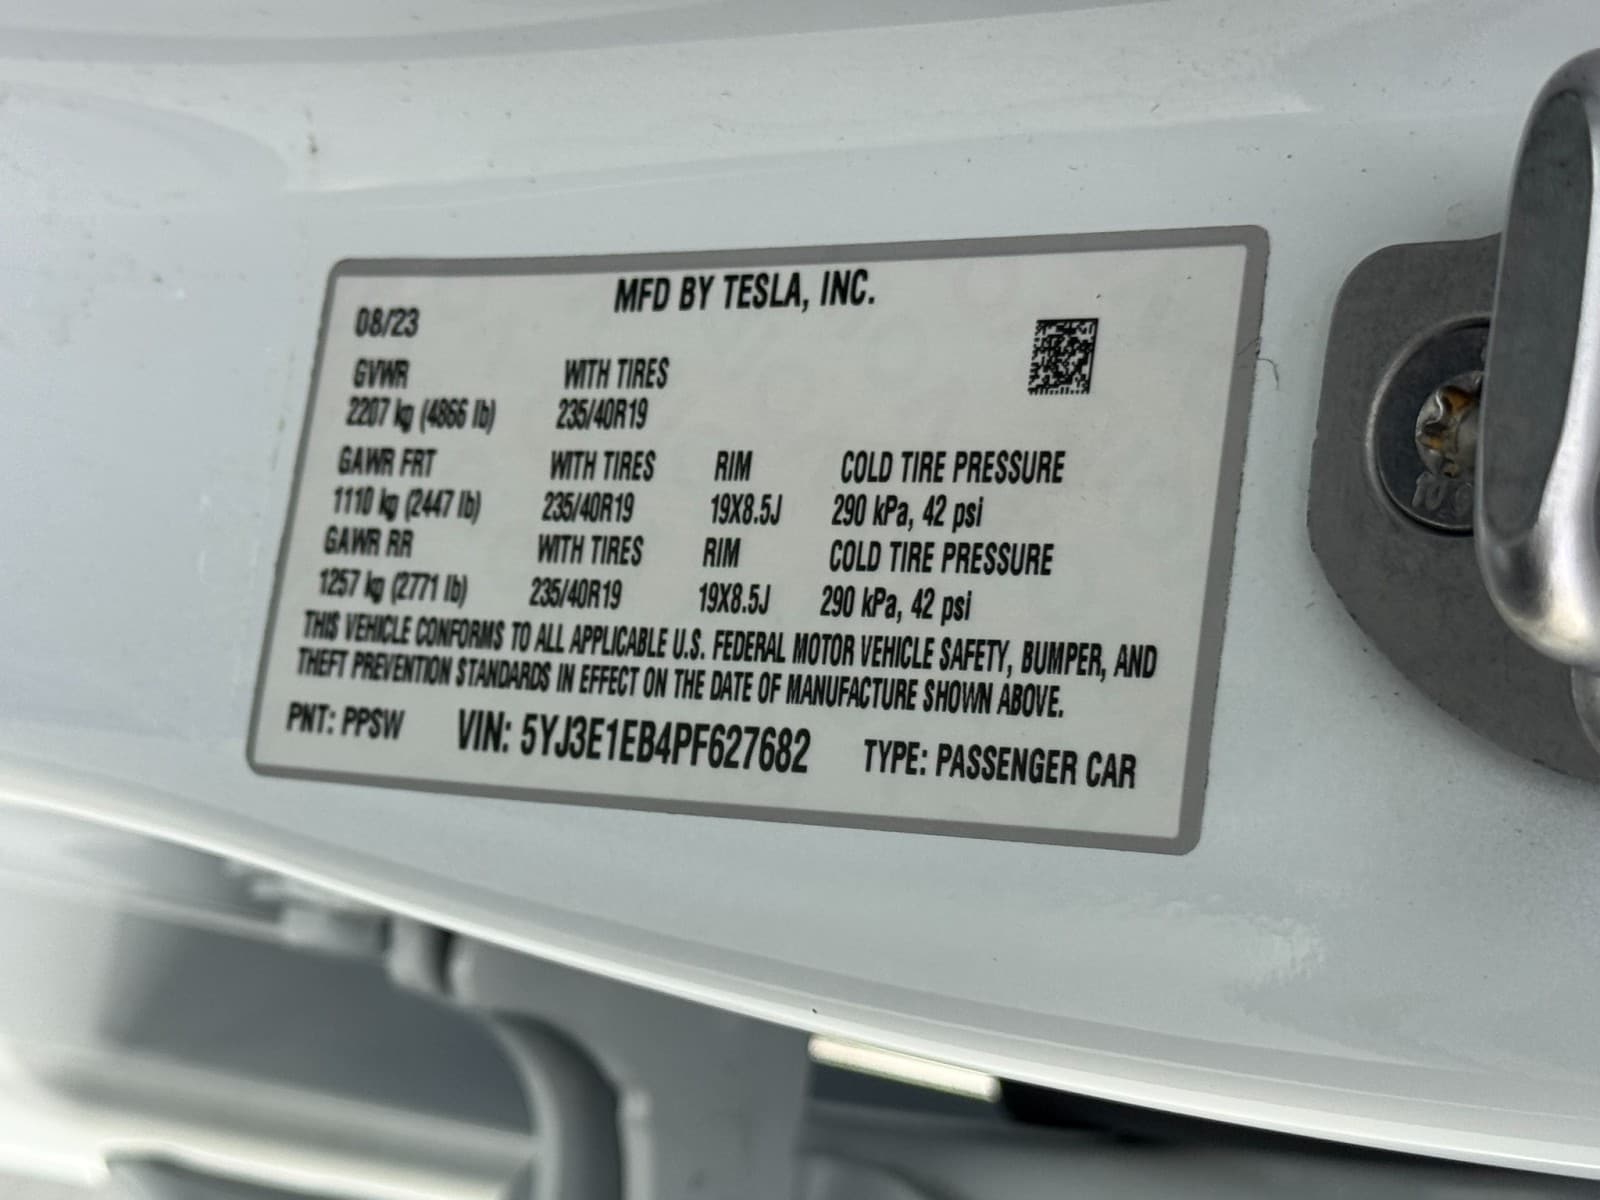 MFD BY TESLA, INC.
08/23
GVWR WITH TIRES
2207 kg (4866 lb) 235/40R19
GAWR FRT WITH TIRES RIM COLD TIRE PRESSURE
1110 kg (2447 lb) 235/40R19 19X8.5J 290 kPa, 42 psi
GAWR RR WITH TIRES RIM COLD TIRE PRESSURE
1257 kg (2771 lb) 235/40R19 19X8.5J 290 kPa, 42 psi
THIS VEHICLE CONFORMS TO ALL APPLICABLE U.S. FEDERAL MOTOR VEHICLE SAFETY, BUMPER, AND
THEFT PREVENTION STANDARDS IN EFFECT ON THE DATE OF MANUFACTURE SHOWN ABOVE.
PNT: PPSW VIN: 5YJ3E1EB4PF627682 TYPE: PASSENGER CAR